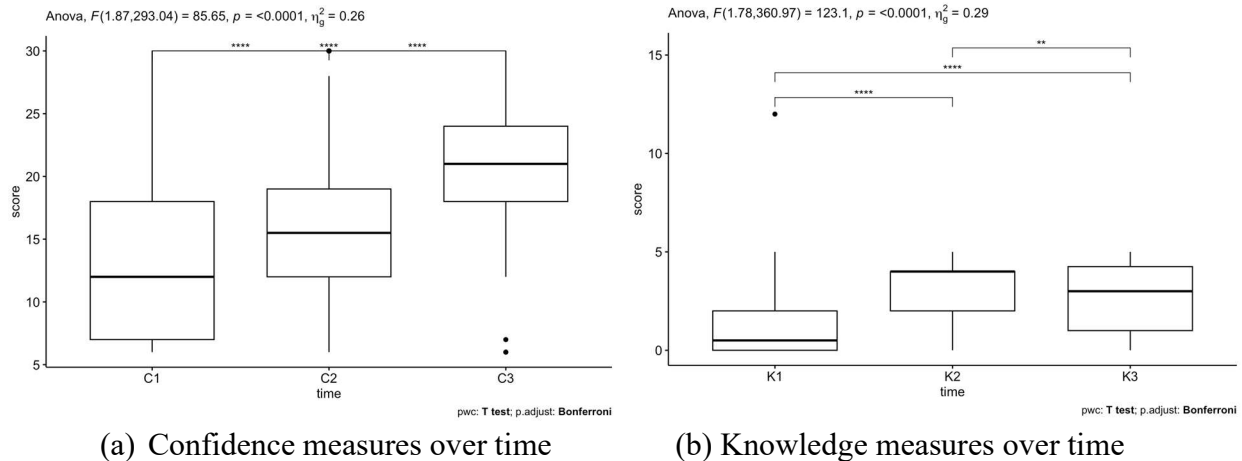 Anova, F(1.87,293.04) = 85.65, p = <0.0001, η²g = 0.26
**** **** ****
30
25
20
15
10
5
score
C1 C2 C3
time
pwc: T test; p.adjust: Bonferroni
(a) Confidence measures over time
Anova, F(1.78,360.97) = 123.1, p = <0.0001, η²g = 0.29
**
****
****
15
10
5
0
score
K1 K2 K3
time
pwc: T test; p.adjust: Bonferroni
(b) Knowledge measures over time